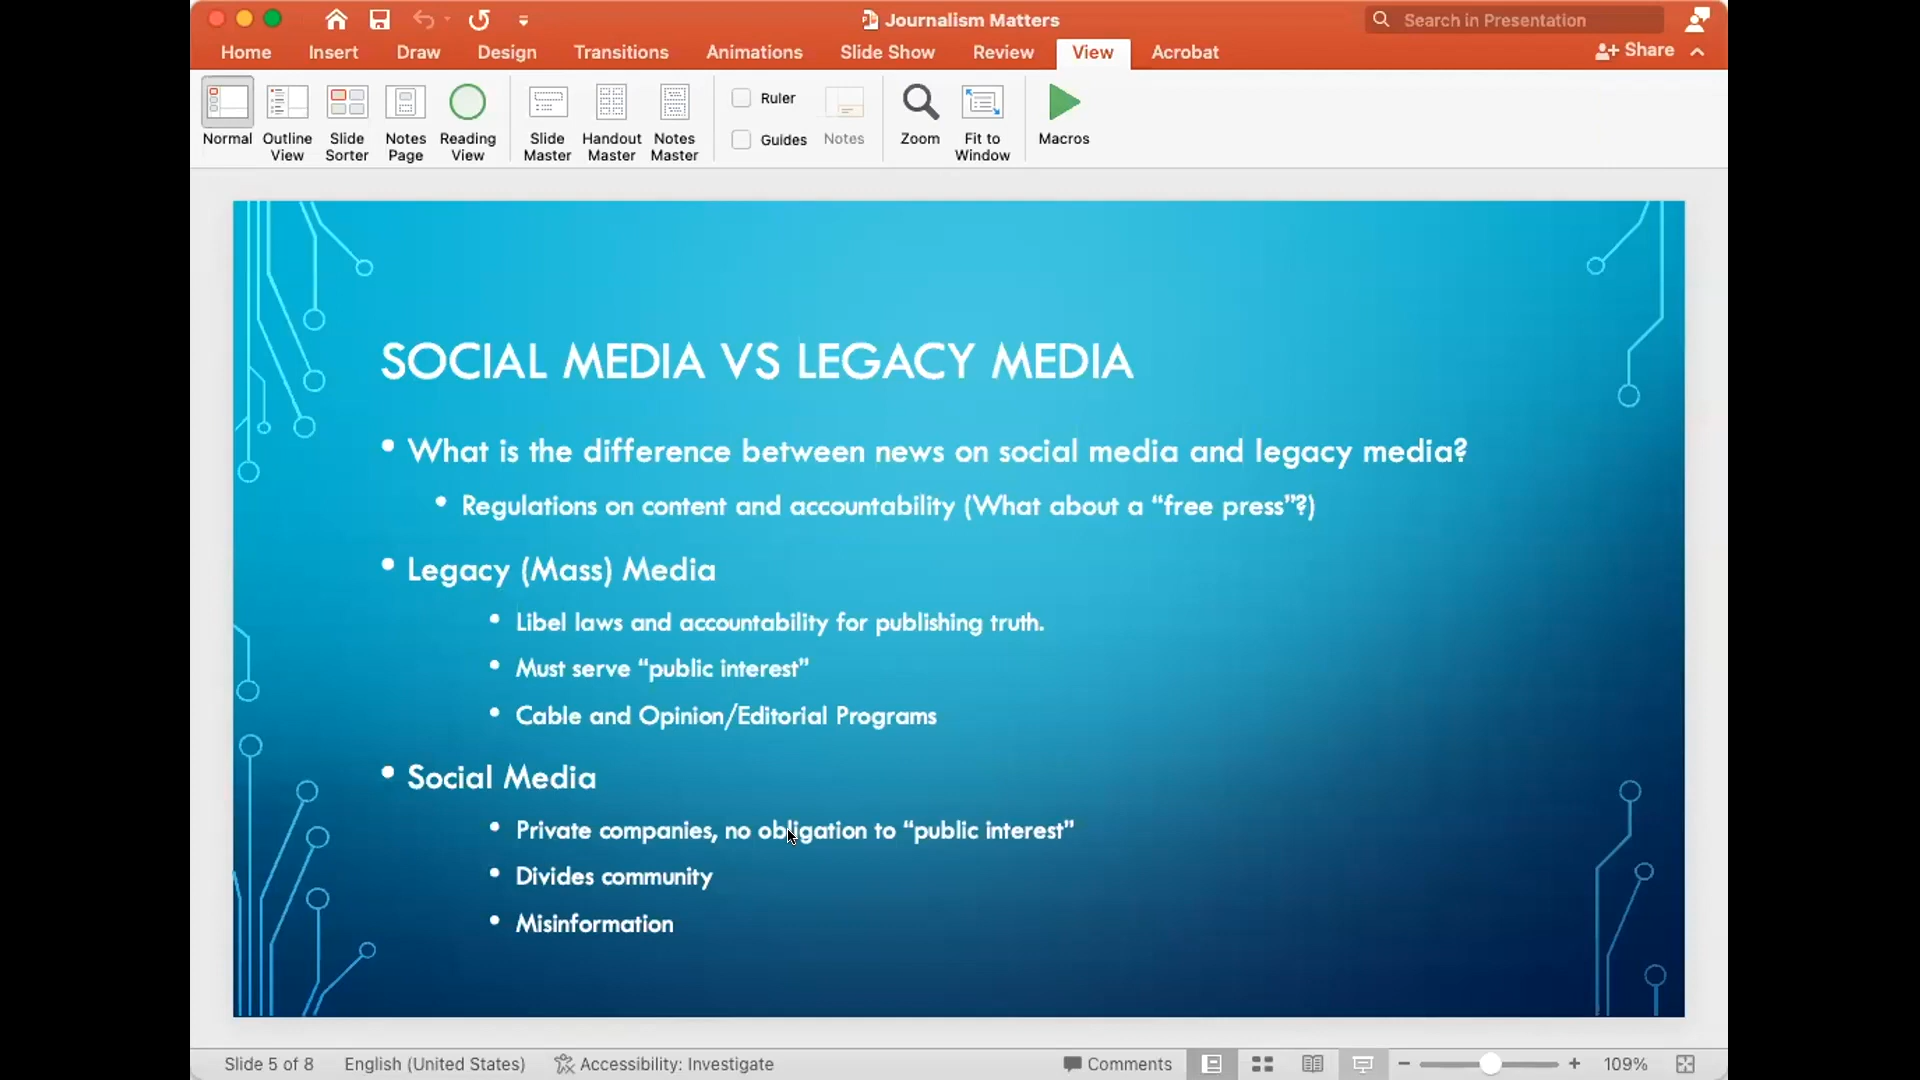 Journalism Matters
Search in Presentation
Home Insert Draw Design Transitions Animations Slide Show Review View Acrobat Share
Normal Outline View Slide Sorter Notes Page Reading View Slide Master Handout Master Notes Master Ruler Guides Notes Zoom Fit to Window Macros
SOCIAL MEDIA VS LEGACY MEDIA
• What is the difference between news on social media and legacy media?
• Regulations on content and accountability (What about a “free press”?)
• Legacy (Mass) Media
• Libel laws and accountability for publishing truth.
• Must serve “public interest”
• Cable and Opinion/Editorial Programs
• Social Media
• Private companies, no obligation to “public interest”
• Divides community
• Misinformation
Slide 5 of 8 English (United States) Accessibility: Investigate Comments 109%